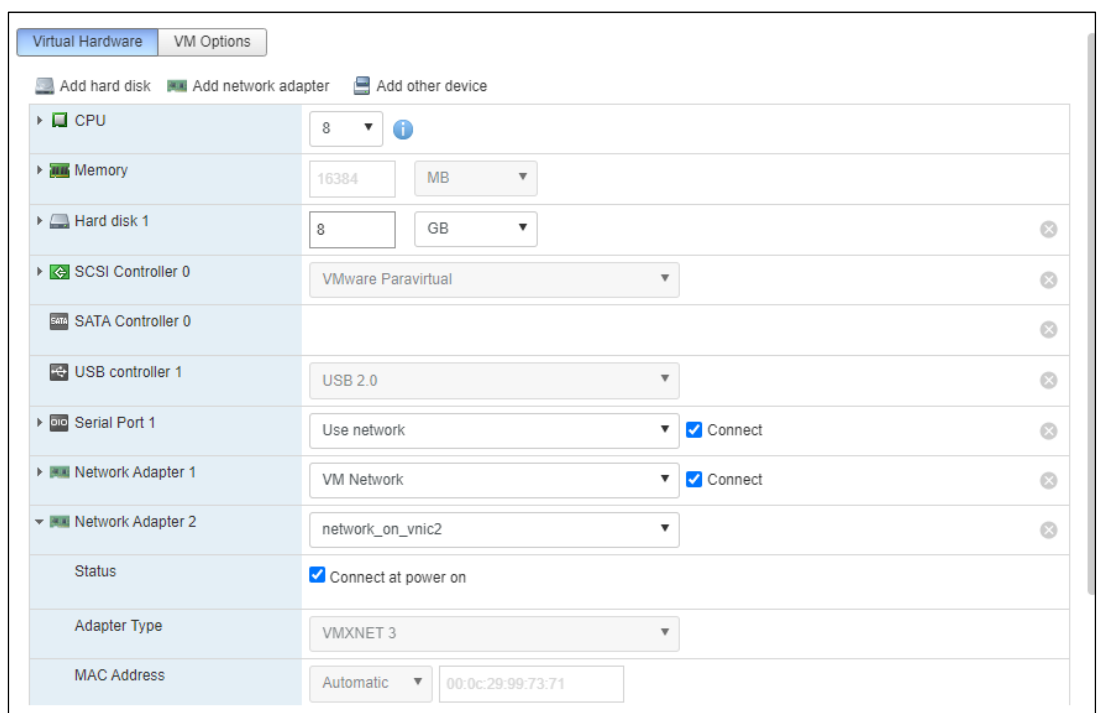 Virtual Hardware VM Options
Add hard disk Add network adapter Add other device
CPU 8
Memory 16384 MB
Hard disk 1 8 GB
SCSI Controller 0 VMware Paravirtual
SATA SATA Controller 0
USB controller 1 USB 2.0
Serial Port 1 Use network Connect
Network Adapter 1 VM Network Connect
Network Adapter 2 network_on_vnic2
Status Connect at power on
Adapter Type VMXNET 3
MAC Address Automatic 00:0c:29:99:73:71